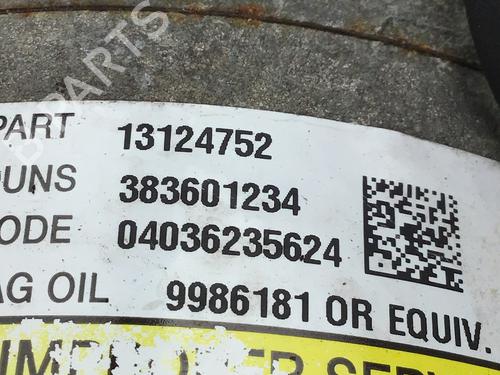 PART 13124752
DUNS 383601234
ODE 04036235624
AG OIL 9986181 OR EQUIV.